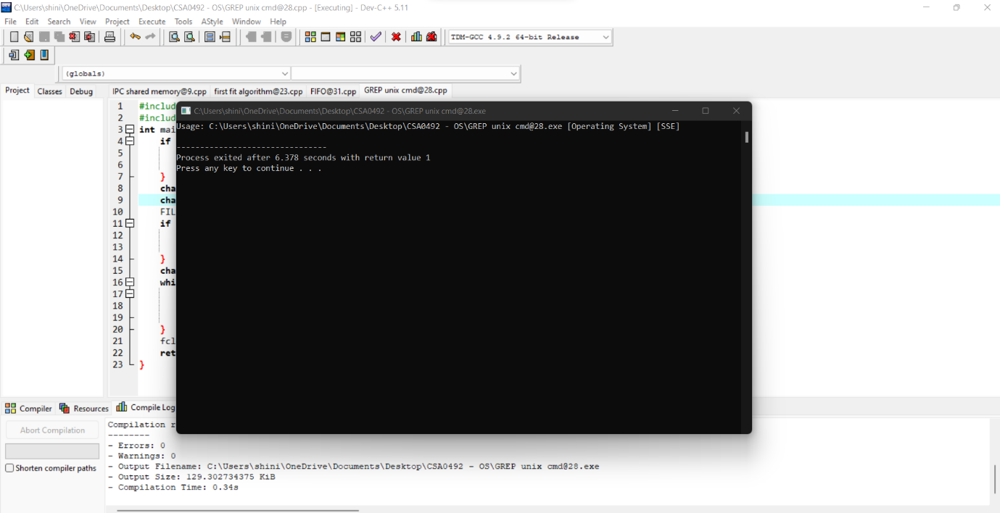 C:\Users\shini\OneDrive\Documents\Desktop\CSA0492 - OS\GREP unix cmd@28.cpp - [Executing] - Dev-C++ 5.11
File Edit Search View Project Execute Tools AStyle Window Help
TDM-GCC 4.9.2 64-bit Release
(globals)
Project Classes Debug
IPC shared memory@9.cpp first fit algorithm@23.cpp FIFO@31.cpp GREP unix cmd@28.cpp
1 #includ
2 #includ
3 int mai
4 if
5
6
7 }
8 cha
9 cha
10 FIL
11 if
12
13
14 }
15 cha
16 whi
17
18
19
20 }
21 fcl
22 ret
23 }
C:\Users\shini\OneDrive\Documents\Desktop\CSA0492 - OS\GREP unix cmd@28.exe
Usage: C:\Users\shini\OneDrive\Documents\Desktop\CSA0492 - OS\GREP unix cmd@28.exe [Operating System] [SSE]
--------------------------------
Process exited after 6.378 seconds with return value 1
Press any key to continue . . .
Compiler Resources Compile Log
Abort Compilation
Shorten compiler paths
Compilation r
--------
- Errors: 0
- Warnings: 0
- Output Filename: C:\Users\shini\OneDrive\Documents\Desktop\CSA0492 - OS\GREP unix cmd@28.exe
- Output Size: 129.302734375 KiB
- Compilation Time: 0.34s